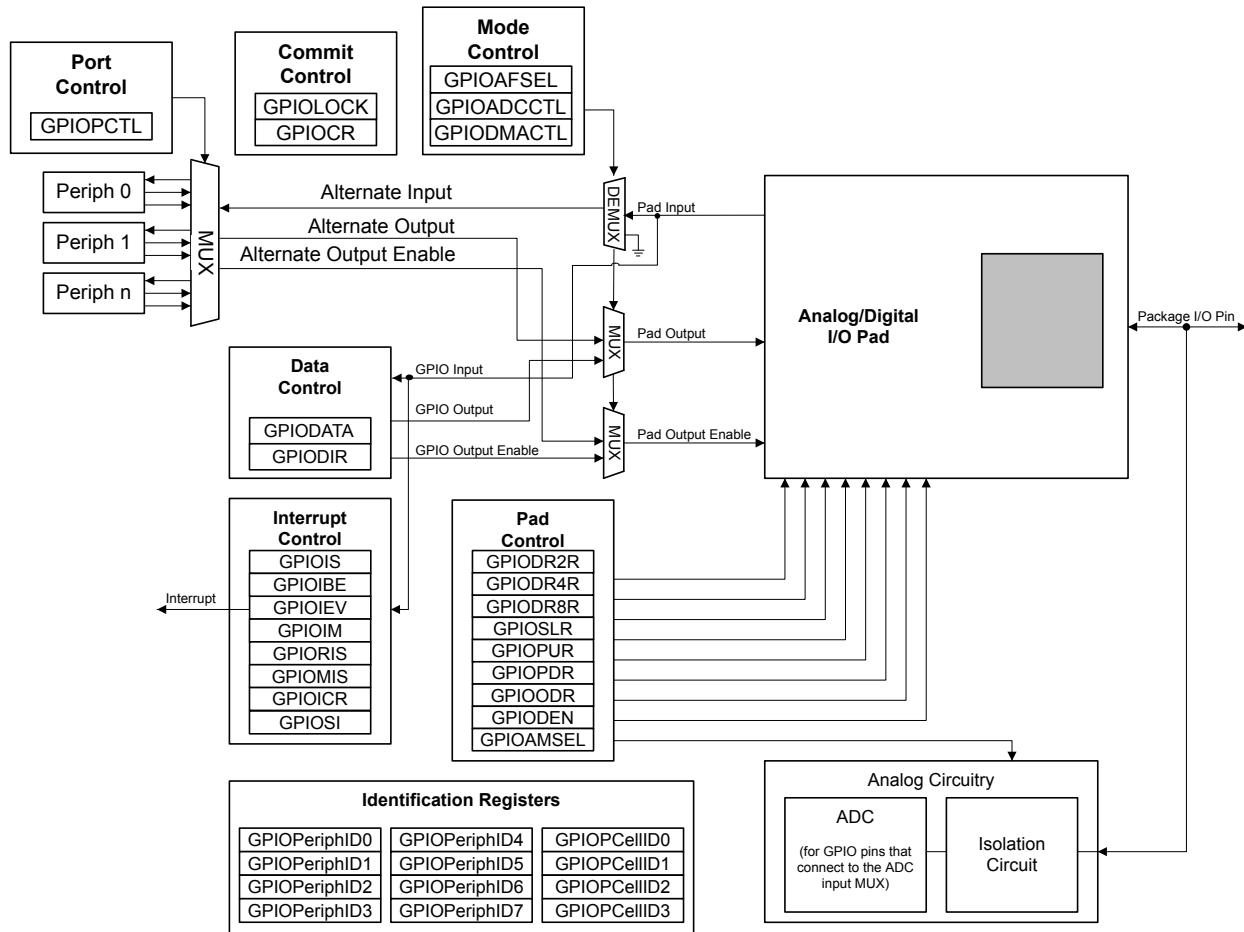 Port
Control
GPIOPCTL
Commit
Control
GPIOLOCK
GPIOCR
Mode
Control
GPIOAFSEL
GPIOADCCTL
GPIODMACTL
Periph 0
Periph 1
Periph n
MUX
Alternate Input
Alternate Output
Alternate Output Enable
DEMUX
Pad Input
MUX
Pad Output
MUX
Pad Output Enable
Analog/Digital
I/O Pad
Package I/O Pin
Data
Control
GPIODATA
GPIODIR
GPIO Input
GPIO Output
GPIO Output Enable
Interrupt
Control
GPIOIS
GPIOIBE
GPIOIEV
GPIOIM
GPIORIS
GPIOMIS
GPIOICR
GPIOSI
Interrupt
Pad
Control
GPIODR2R
GPIODR4R
GPIODR8R
GPIOSLR
GPIOPUR
GPIOPDR
GPIOODR
GPIODEN
GPIOAMSEL
Analog Circuitry
ADC
(for GPIO pins that
connect to the ADC
input MUX)
Isolation
Circuit
Identification Registers
GPIOPeriphID0
GPIOPeriphID1
GPIOPeriphID2
GPIOPeriphID3
GPIOPeriphID4
GPIOPeriphID5
GPIOPeriphID6
GPIOPeriphID7
GPIOPCellID0
GPIOPCellID1
GPIOPCellID2
GPIOPCellID3